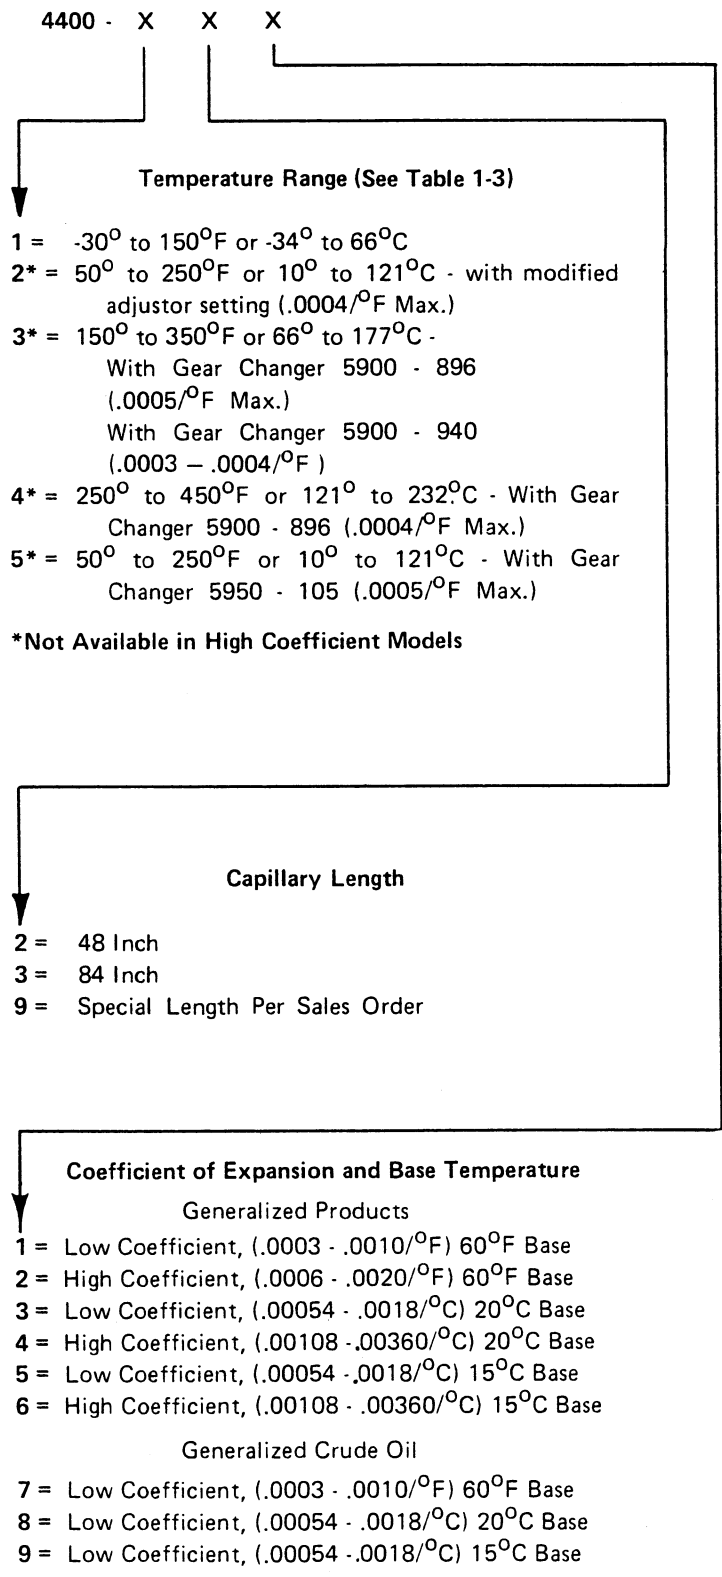 4400 - X X X
Temperature Range (See Table 1-3)
1 = -30° to 150°F or -34° to 66°C
2* = 50° to 250°F or 10° to 121°C - with modified
adjustor setting (.0004/°F Max.)
3* = 150° to 350°F or 66° to 177°C -
With Gear Changer 5900 - 896
(.0005/°F Max.)
With Gear Changer 5900 - 940
(.0003 – .0004/°F )
4* = 250° to 450°F or 121° to 232°C - With Gear
Changer 5900 - 896 (.0004/°F Max.)
5* = 50° to 250°F or 10° to 121°C - With Gear
Changer 5950 - 105 (.0005/°F Max.)
*Not Available in High Coefficient Models
Capillary Length
2 = 48 Inch
3 = 84 Inch
9 = Special Length Per Sales Order
Coefficient of Expansion and Base Temperature
Generalized Products
1 = Low Coefficient, (.0003 - .0010/°F) 60°F Base
2 = High Coefficient, (.0006 - .0020/°F) 60°F Base
3 = Low Coefficient, (.00054 - .0018/°C) 20°C Base
4 = High Coefficient, (.00108 -.00360/°C) 20°C Base
5 = Low Coefficient, (.00054 -.0018/°C) 15°C Base
6 = High Coefficient, (.00108 - .00360/°C) 15°C Base
Generalized Crude Oil
7 = Low Coefficient, (.0003 - .0010/°F) 60°F Base
8 = Low Coefficient, (.00054 - .0018/°C) 20°C Base
9 = Low Coefficient, (.00054 -.0018/°C) 15°C Base